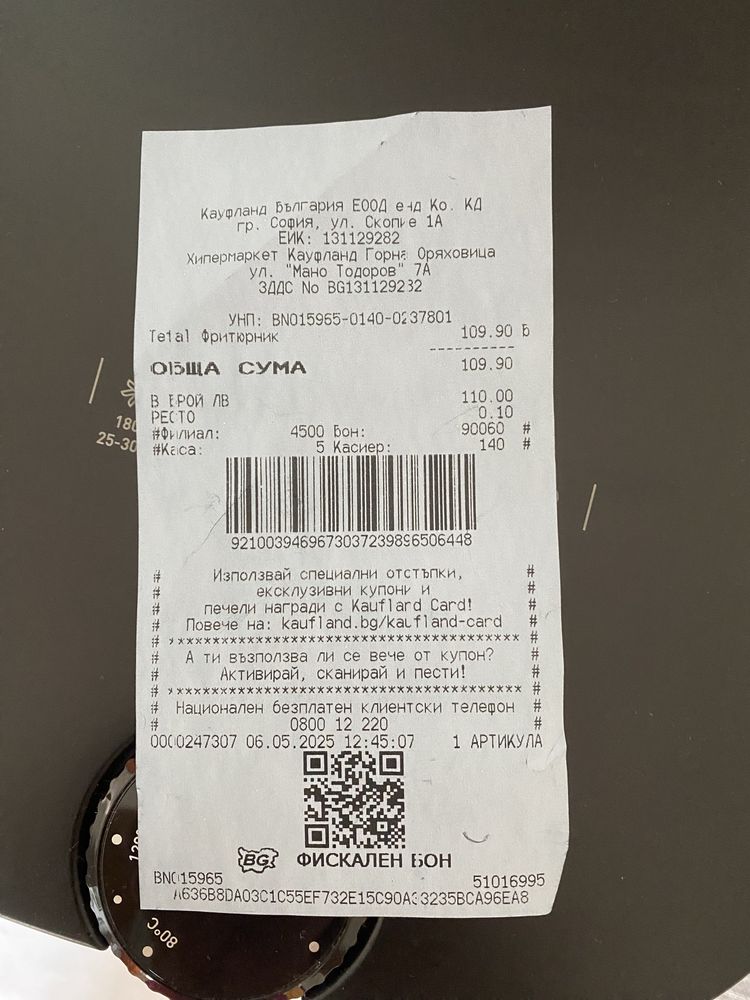 Кауфланд България ЕООД енд Ко. КД
гр. София, ул. Скопие 1А
ЕИК: 131129282
Хипермаркет Кауфланд Горна Оряховица
ул. "Мано Тодоров" 7А
ЗДДС No BG131129282
УНП: BN015965-0140-0237801
Tefal Фритюрник 109.90 Б
----------
ОБЩА СУМА 109.90
В БРОЙ ЛВ 110.00
РЕСТО 0.10
#Филиал: 4500 Бон: 90060 #
#Каса: 5 Касиер: 140 #
9210039469673037239896506448
# Използвай специални отстъпки, #
# ексклузивни купони и #
# печели награди с Kaufland Card! #
# Повече на: kaufland.bg/kaufland-card #
# ************************************** #
# А ти възползва ли се вече от купон? #
# Активирай, сканирай и пести! #
# ************************************** #
# Национален безплатен клиентски телефон #
# 0800 12 220 #
0000247307 06.05.2025 12:45:07 1 АРТИКУЛА
BG ФИСКАЛЕН БОН
BN015965 51016995
A636B8DA03C1C55EF732E15C90A33235BCA96EA8
180
25-30
80°C